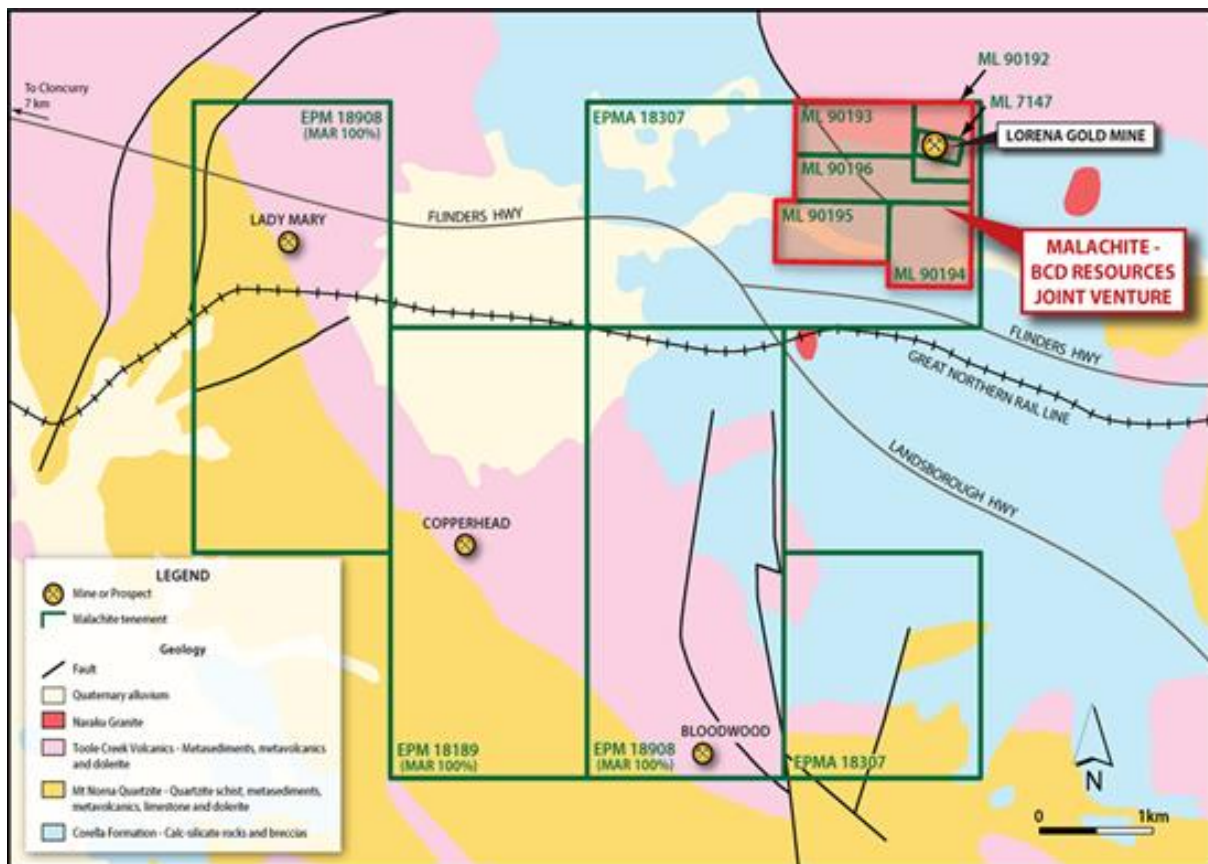 ML 90192
ML 7147
LORENA GOLD MINE
To Cloncurry
7 km
EPM 18908
(MAR 100%)
EPMA 18307
ML 90193
ML 90196
ML 90195
ML 90194
LADY MARY
FLINDERS HWY
MALACHITE -
BCD RESOURCES
JOINT VENTURE
FLINDERS HWY
GREAT NORTHERN RAIL LINE
LANDSBOROUGH HWY
COPPERHEAD
BLOODWOOD
EPM 18189
(MAR 100%)
EPM 18908
(MAR 100%)
EPMA 18307
N
0 1km
LEGEND
Mine or Prospect
Malachite tenement
Geology
Fault
Quaternary alluvium
Naraku Granite
Toole Creek Volcanics - Metasediments, metavolcanics
and dolerite
Mt Norna Quartzite - Quartzite schist, metasediments,
metavolcanics, limestone and dolerite
Corella Formation - Calc-silicate rocks and breccias